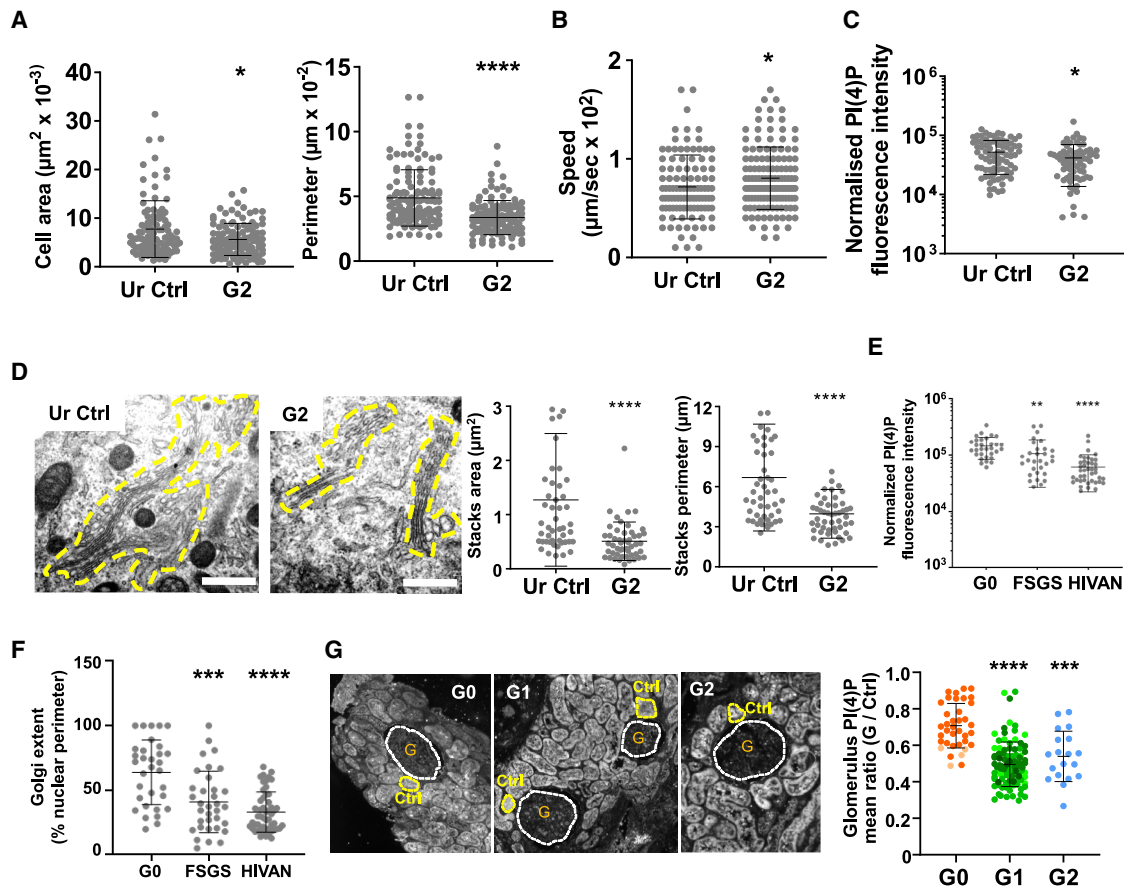 A
Cell area (µm² x 10⁻³)
40
30
20
10
0
*
Ur Ctrl
G2
Perimeter (µm x 10⁻²)
15
10
5
0
****
Ur Ctrl
G2
B
Speed
(µm/sec x 10²)
2
1
0
*
Ur Ctrl
G2
C
Normalised PI(4)P
fluorescence intensity
10⁶
10⁵
10⁴
10³
*
Ur Ctrl
G2
D
Ur Ctrl
G2
Stacks area (µm²)
3
2
1
0
****
Ur Ctrl
G2
Stacks perimeter (µm)
12
9
6
3
0
****
Ur Ctrl
G2
E
Normalized PI(4)P
fluorescence intensity
10⁶
10⁵
10⁴
10³
**
****
G0
FSGS
HIVAN
F
Golgi extent
(% nuclear perimeter)
150
100
50
0
***
****
G0
FSGS
HIVAN
G
G0
G
Ctrl
G1
Ctrl
G
Ctrl
G
G2
Ctrl
G
Glomerulus PI(4)P
mean ratio (G / Ctrl)
1.0
0.8
0.6
0.4
0.2
0.0
****
***
G0
G1
G2